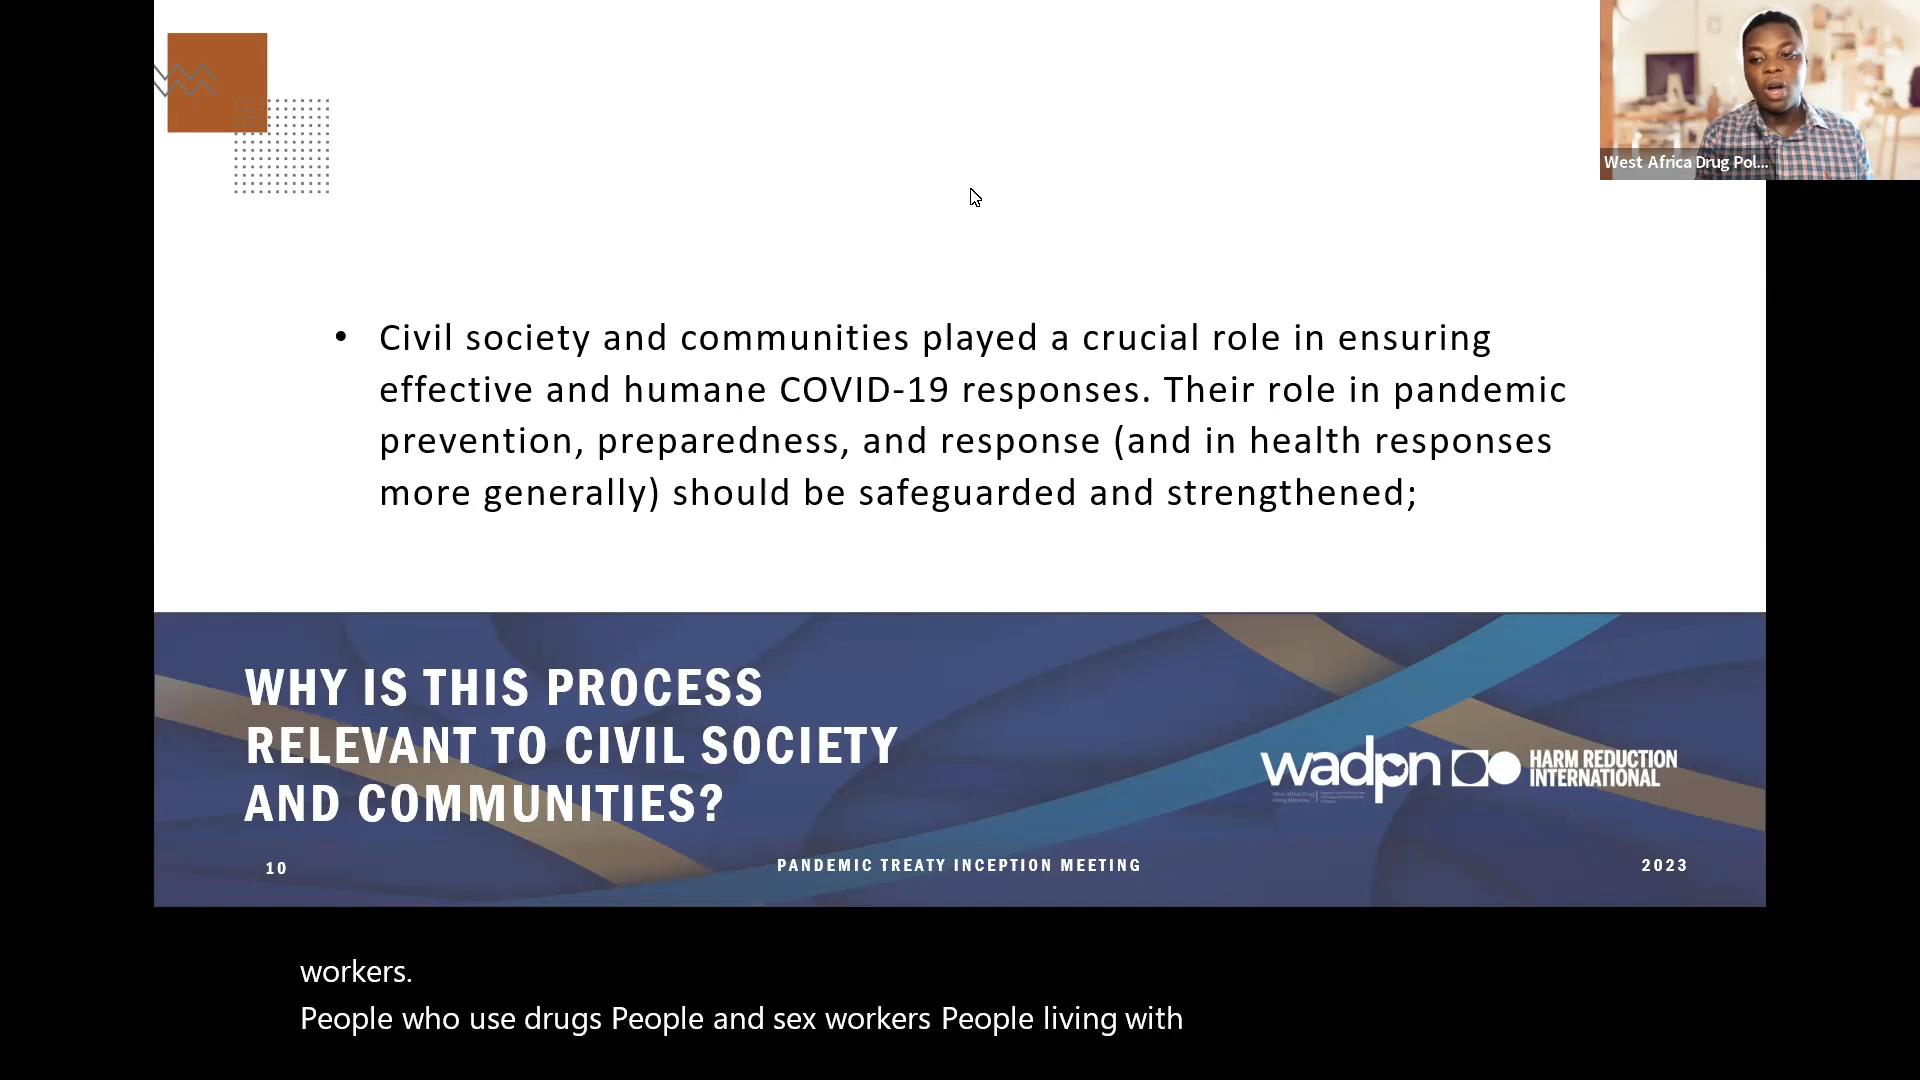 West Africa Drug Pol...
• Civil society and communities played a crucial role in ensuring
effective and humane COVID-19 responses. Their role in pandemic
prevention, preparedness, and response (and in health responses
more generally) should be safeguarded and strengthened;
WHY IS THIS PROCESS
RELEVANT TO CIVIL SOCIETY
AND COMMUNITIES?
wadpn
HARM REDUCTION
INTERNATIONAL
10
PANDEMIC TREATY INCEPTION MEETING
2023
workers.
People who use drugs People and sex workers People living with